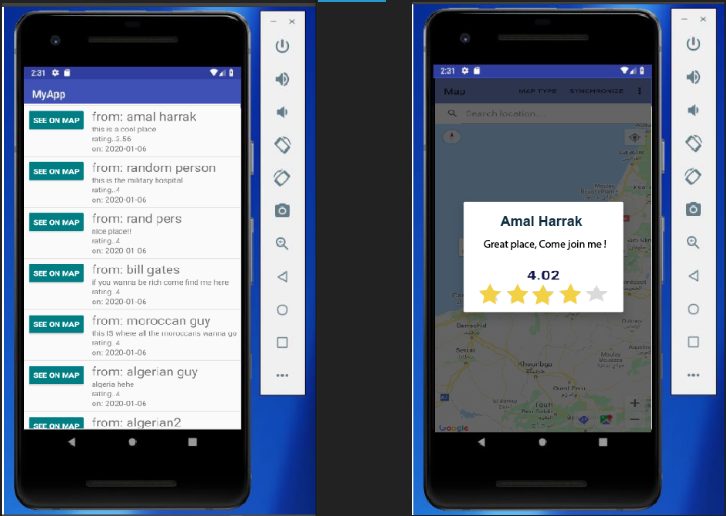 2:31
MyApp
SEE ON MAP
from: amal harrak
this is a coal place
rating..3.56
on: 2020-01-06
SEE ON MAP
from: random person
this is the military hospital
rating..4
on: 2020-01-06
SEE ON MAP
from: rand pers
nice place!!
rating..4
on: 2020-01-06
SEE ON MAP
from: bill gates
if you wanna be rich come find me here
rating..4
on: 2020-01-06
SEE ON MAP
from: moroccan guy
this IS where all the moroccans wanna go
rating..4
on: 2020-01-06
SEE ON MAP
from: algerian guy
algeria hehe
rating..4
on: 2020-01-06
SEE ON MAP
from: algerian2
2:31
Map
MAP TYPE
SYNCHRONIZE
Search location...
Amal Harrak
Great place, Come join me !
4.02
Khouribga
Google